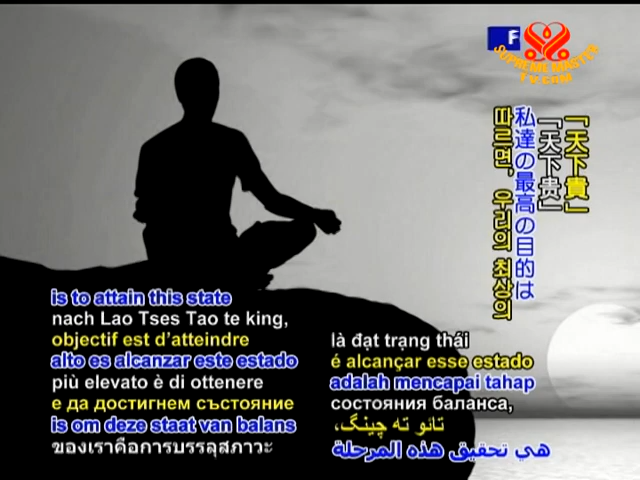 F
SUPREME MASTER
TV.COM
「天下貴」
「天下贵」
私達の最高の目的は
따르면, 우리의 최상의
is to attain this state
nach Lao Tses Tao te king,
objectif est d'atteindre
alto es alcanzar este estado
più elevato è di ottenere
е да достигнем състояние
is om deze staat van balans
ของเราคือการบรรลุสภาวะ
là đạt trạng thái
é alcançar esse estado
adalah mencapai tahap
состояния баланса,
تائو ته چینگ،
هي تحقيق هذه المرحلة